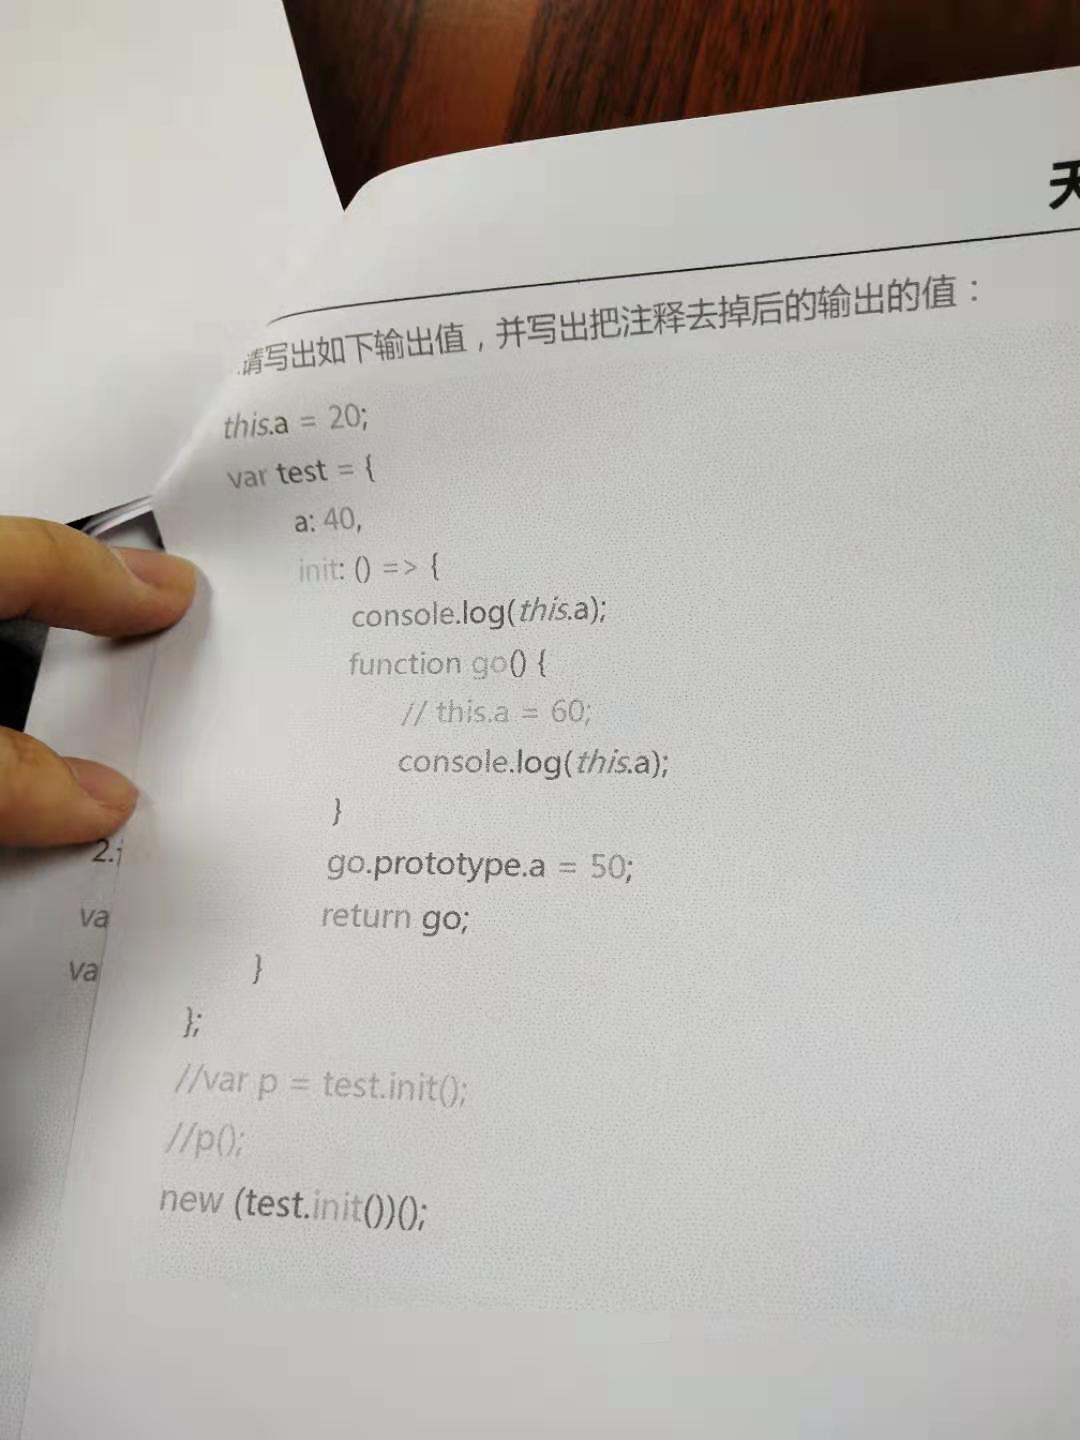 天
请写出如下输出值，并写出把注释去掉后的输出的值：
this.a = 20;
var test = {
a: 40,
init: () => {
console.log(this.a);
function go() {
// this.a = 60;
console.log(this.a);
}
go.prototype.a = 50;
return go;
}
};
//var p = test.init();
//p();
new (test.init())();
2.
va
va